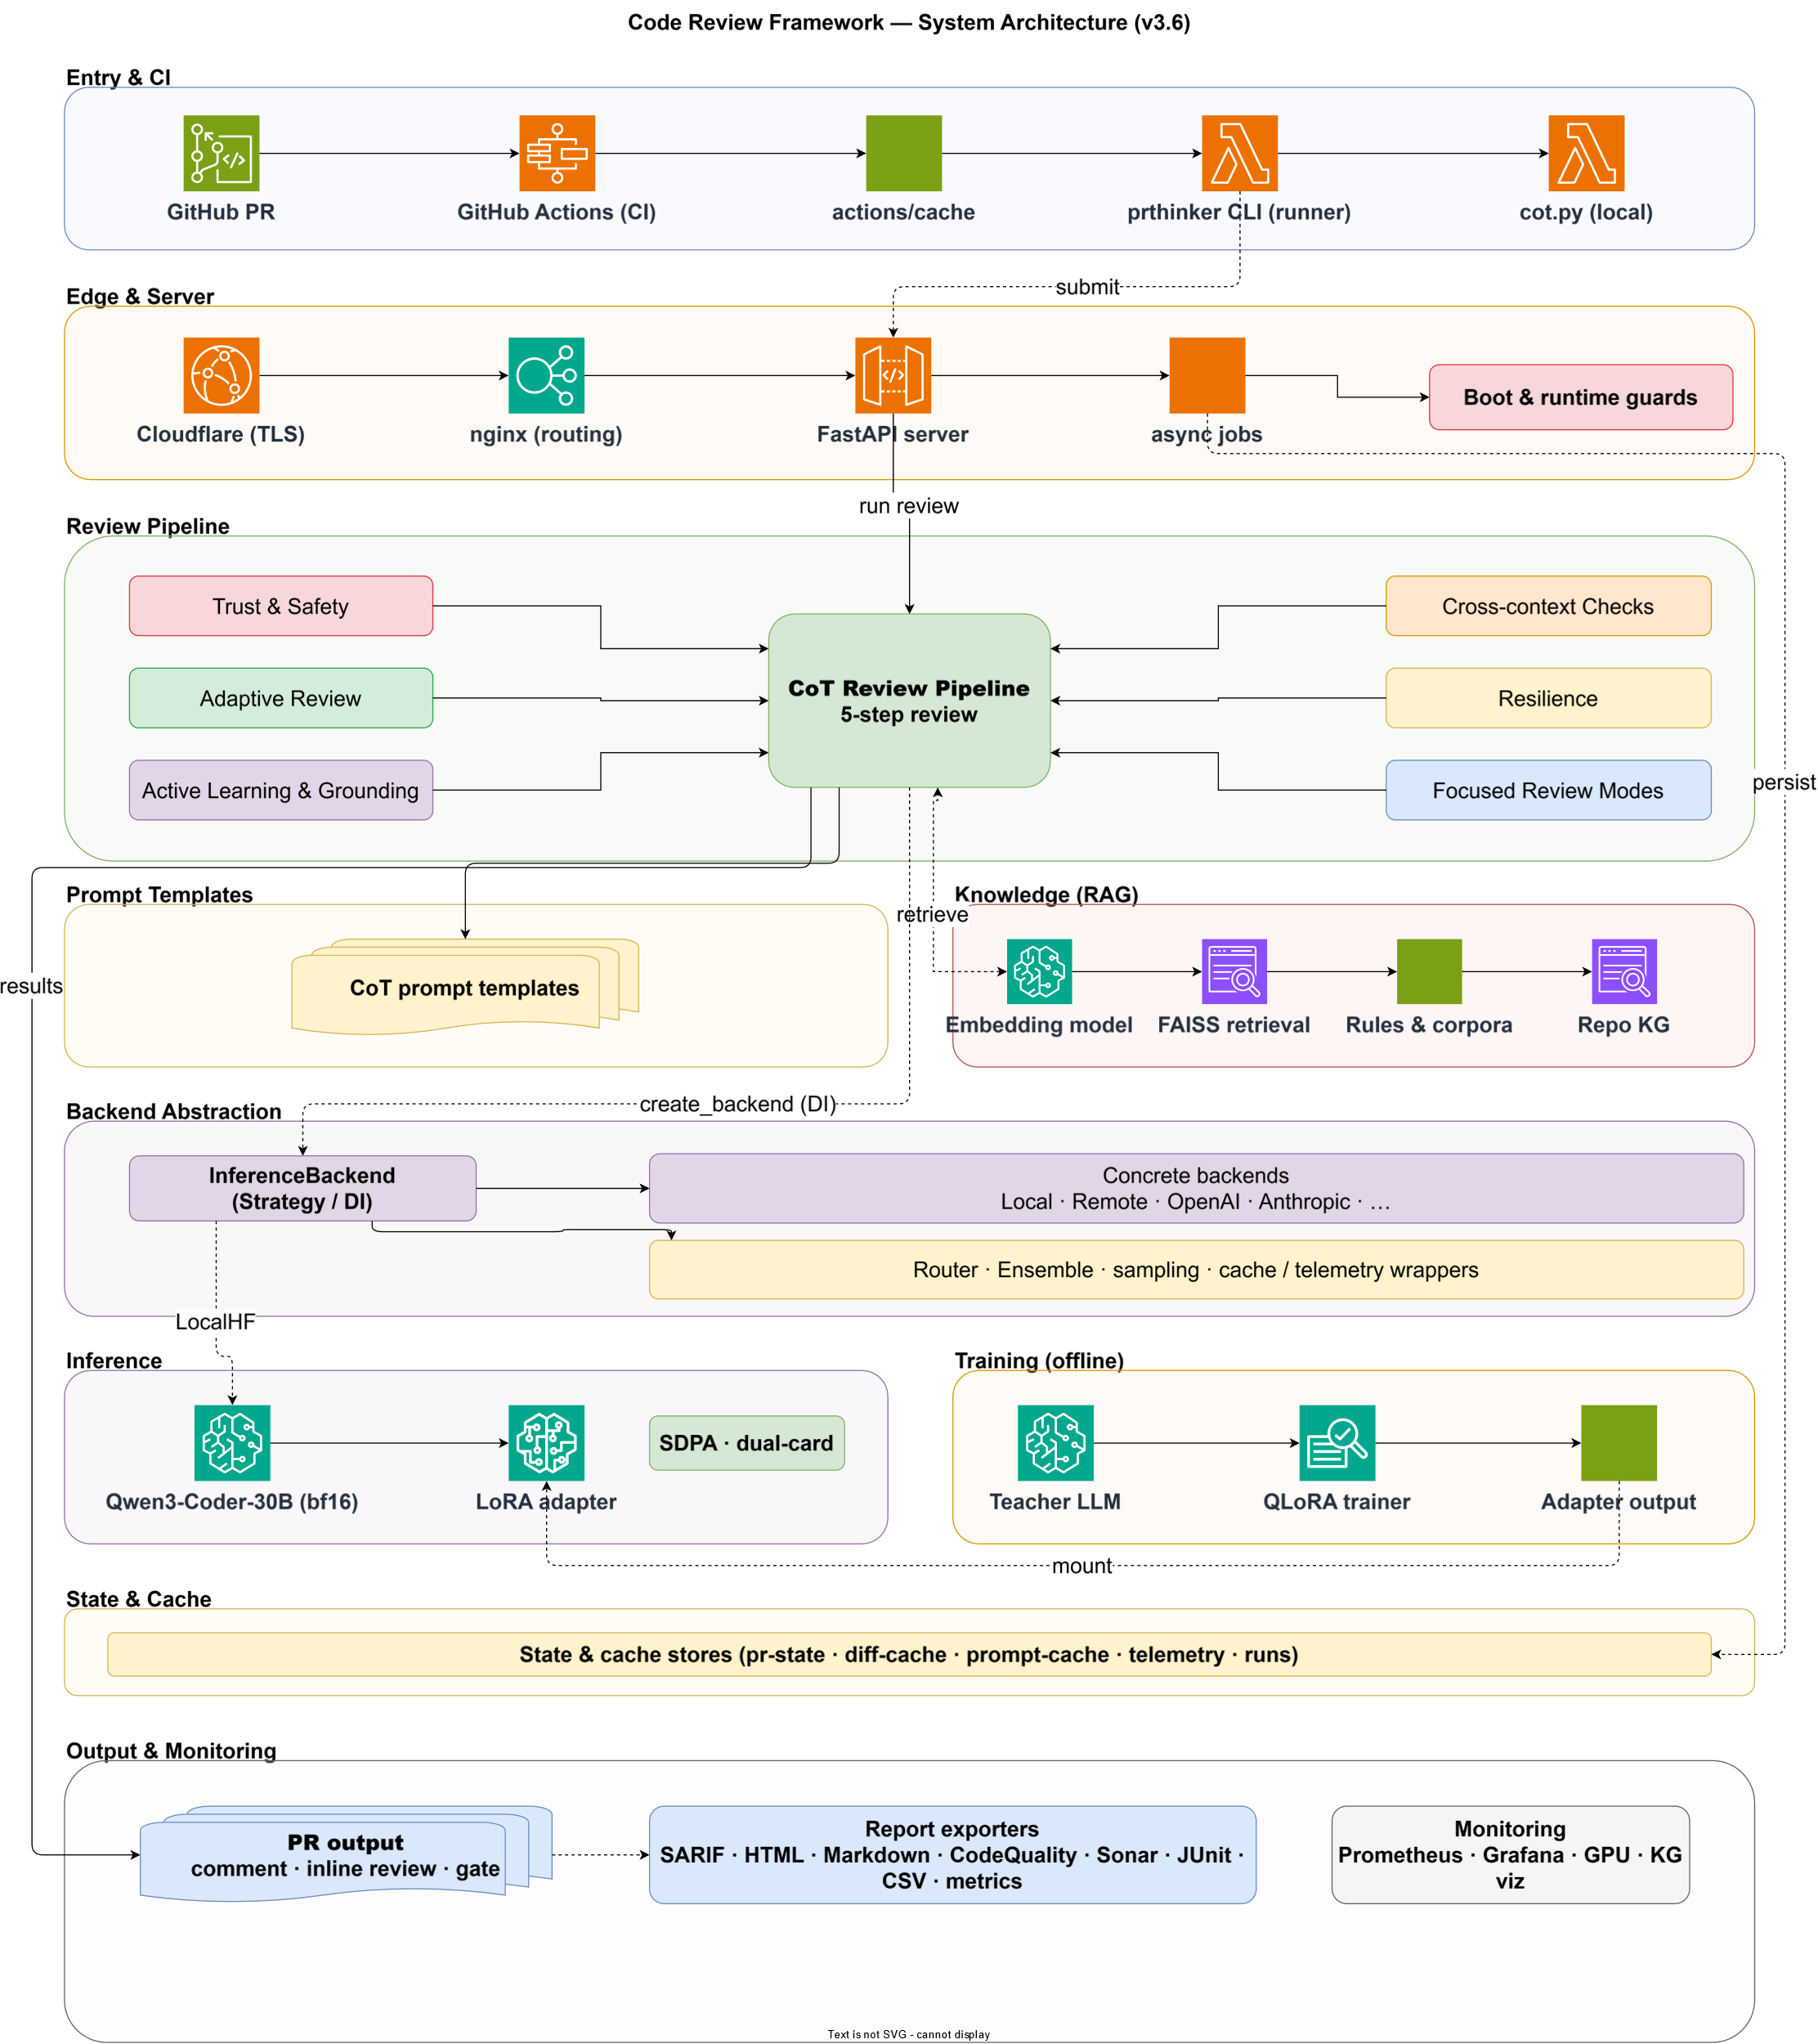 Code Review Framework — System Architecture (v3.6)
Entry & CI
GitHub PR
GitHub Actions (CI)
actions/cache
prthinker CLI (runner)
cot.py (local)
submit
Edge & Server
Cloudflare (TLS)
nginx (routing)
FastAPI server
async jobs
Boot & runtime guards
run review
Review Pipeline
Trust & Safety
Adaptive Review
Active Learning & Grounding
CoT Review Pipeline
5-step review
Cross-context Checks
Resilience
Focused Review Modes
persist
Prompt Templates
CoT prompt templates
results
retrieve
Knowledge (RAG)
Embedding model
FAISS retrieval
Rules & corpora
Repo KG
create_backend (DI)
Backend Abstraction
InferenceBackend
(Strategy / DI)
Concrete backends
Local · Remote · OpenAI · Anthropic · …
Router · Ensemble · sampling · cache / telemetry wrappers
LocalHF
Inference
Qwen3-Coder-30B (bf16)
LoRA adapter
SDPA · dual-card
Training (offline)
Teacher LLM
QLoRA trainer
Adapter output
mount
State & Cache
State & cache stores (pr-state · diff-cache · prompt-cache · telemetry · runs)
Output & Monitoring
PR output
comment · inline review · gate
Report exporters
SARIF · HTML · Markdown · CodeQuality · Sonar · JUnit ·
CSV · metrics
Monitoring
Prometheus · Grafana · GPU · KG
viz
Text is not SVG - cannot display